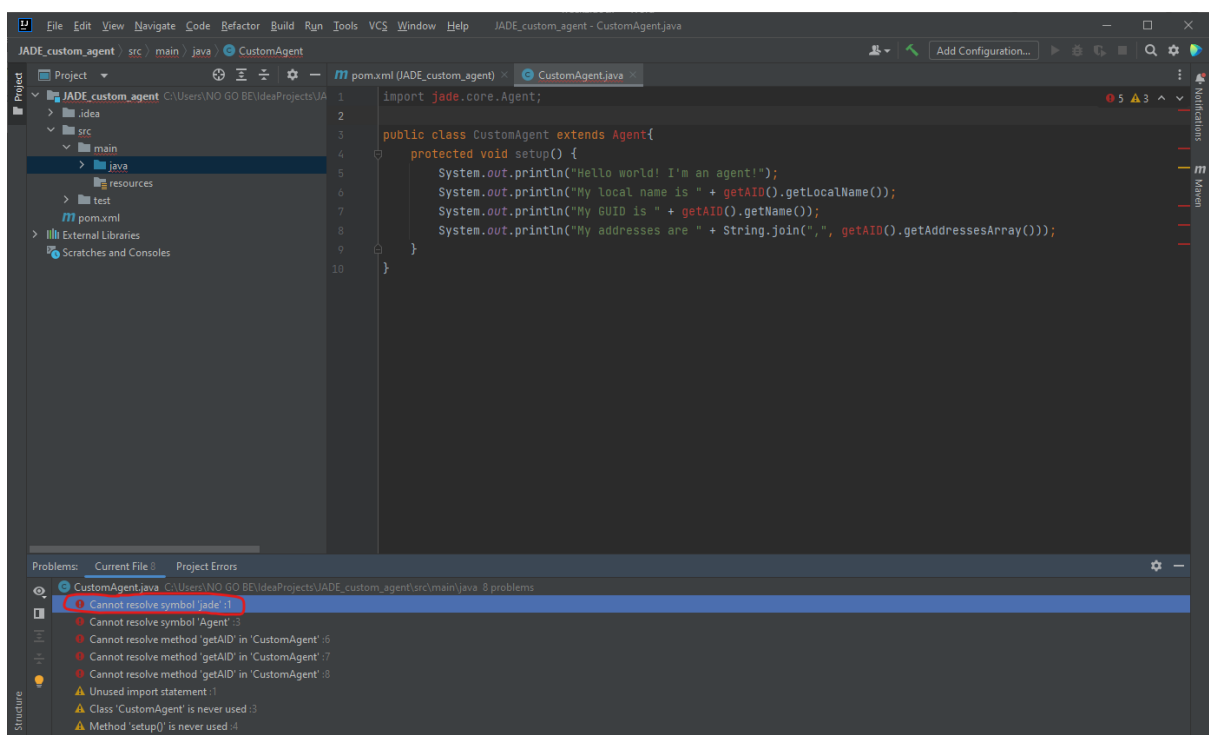 File Edit View Navigate Code Refactor Build Run Tools VCS Window Help JADE_custom_agent - CustomAgent.java
JADE_custom_agent src main java CustomAgent Add Configuration...
Project pom.xml (JADE_custom_agent) CustomAgent.java
Project
JADE_custom_agent C:\Users\NO GO BE\IdeaProjects\JA
.idea
src
main
java
resources
test
pom.xml
External Libraries
Scratches and Consoles
1 import jade.core.Agent;
2
3 public class CustomAgent extends Agent{
4 protected void setup() {
5 System.out.println("Hello world! I'm an agent!");
6 System.out.println("My local name is " + getAID().getLocalName());
7 System.out.println("My GUID is " + getAID().getName());
8 System.out.println("My addresses are " + String.join(",", getAID().getAddressesArray()));
9 }
10 }
5 3
Notifications
Maven
Problems: Current File 8 Project Errors
CustomAgent.java C:\Users\NO GO BE\IdeaProjects\JADE_custom_agent\src\main\java 8 problems
Cannot resolve symbol 'jade' :1
Cannot resolve symbol 'Agent' :3
Cannot resolve method 'getAID' in 'CustomAgent' :6
Cannot resolve method 'getAID' in 'CustomAgent' :7
Cannot resolve method 'getAID' in 'CustomAgent' :8
Unused import statement :1
Class 'CustomAgent' is never used :3
Method 'setup()' is never used :4
Structure